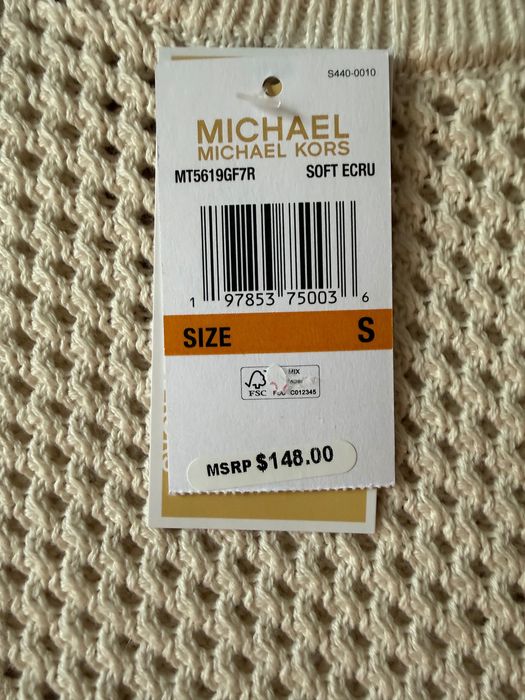 S440-0010
MICHAEL
MICHAEL KORS
MT5619GF7R SOFT ECRU
1 97853 75003 6
SIZE S
MIX
FSC C012345
MSRP $148.00